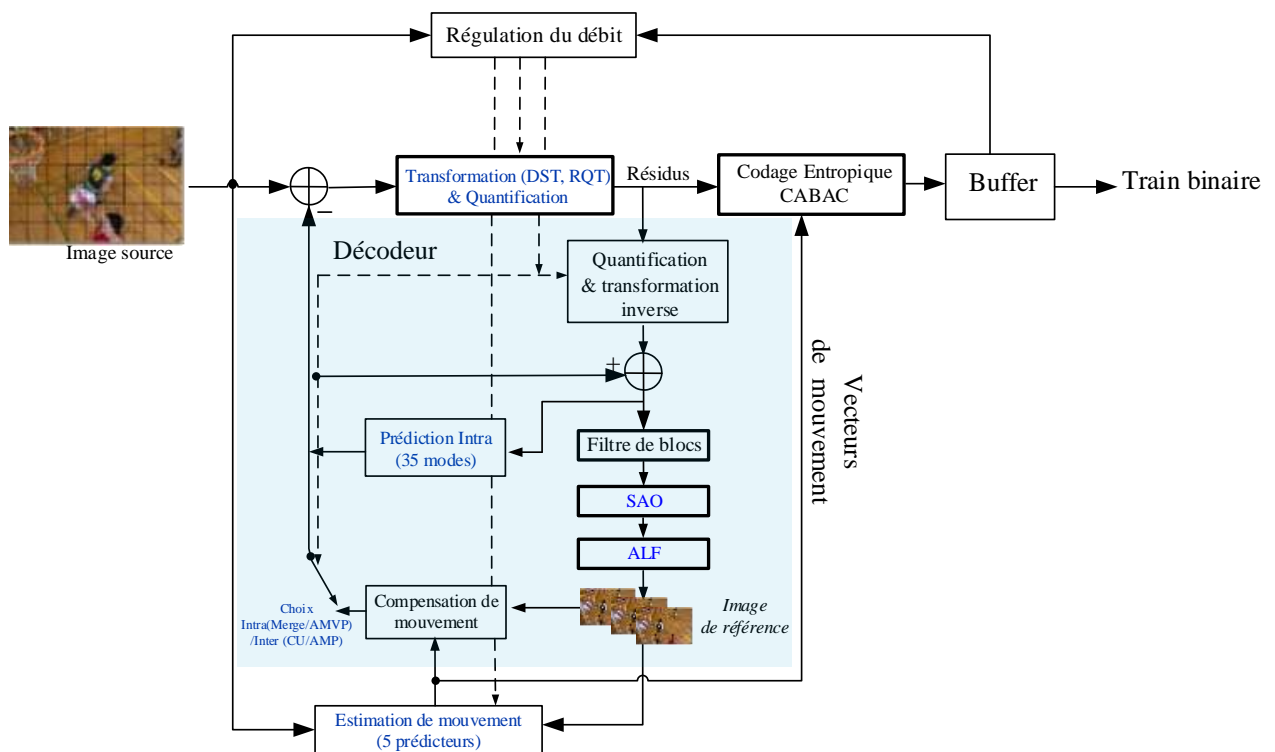 Régulation du débit
Image source
Transformation (DST, RQT)
& Quantification
Résidus
Codage Entropique
CABAC
Buffer
Train binaire
Décodeur
Quantification
& transformation
inverse
Vecteurs
de mouvement
Prédiction Intra
(35 modes)
Filtre de blocs
SAO
ALF
Choix
Intra(Merge/AMVP)
/Inter (CU/AMP)
Compensation de
mouvement
Image
de référence
Estimation de mouvement
(5 prédicteurs)